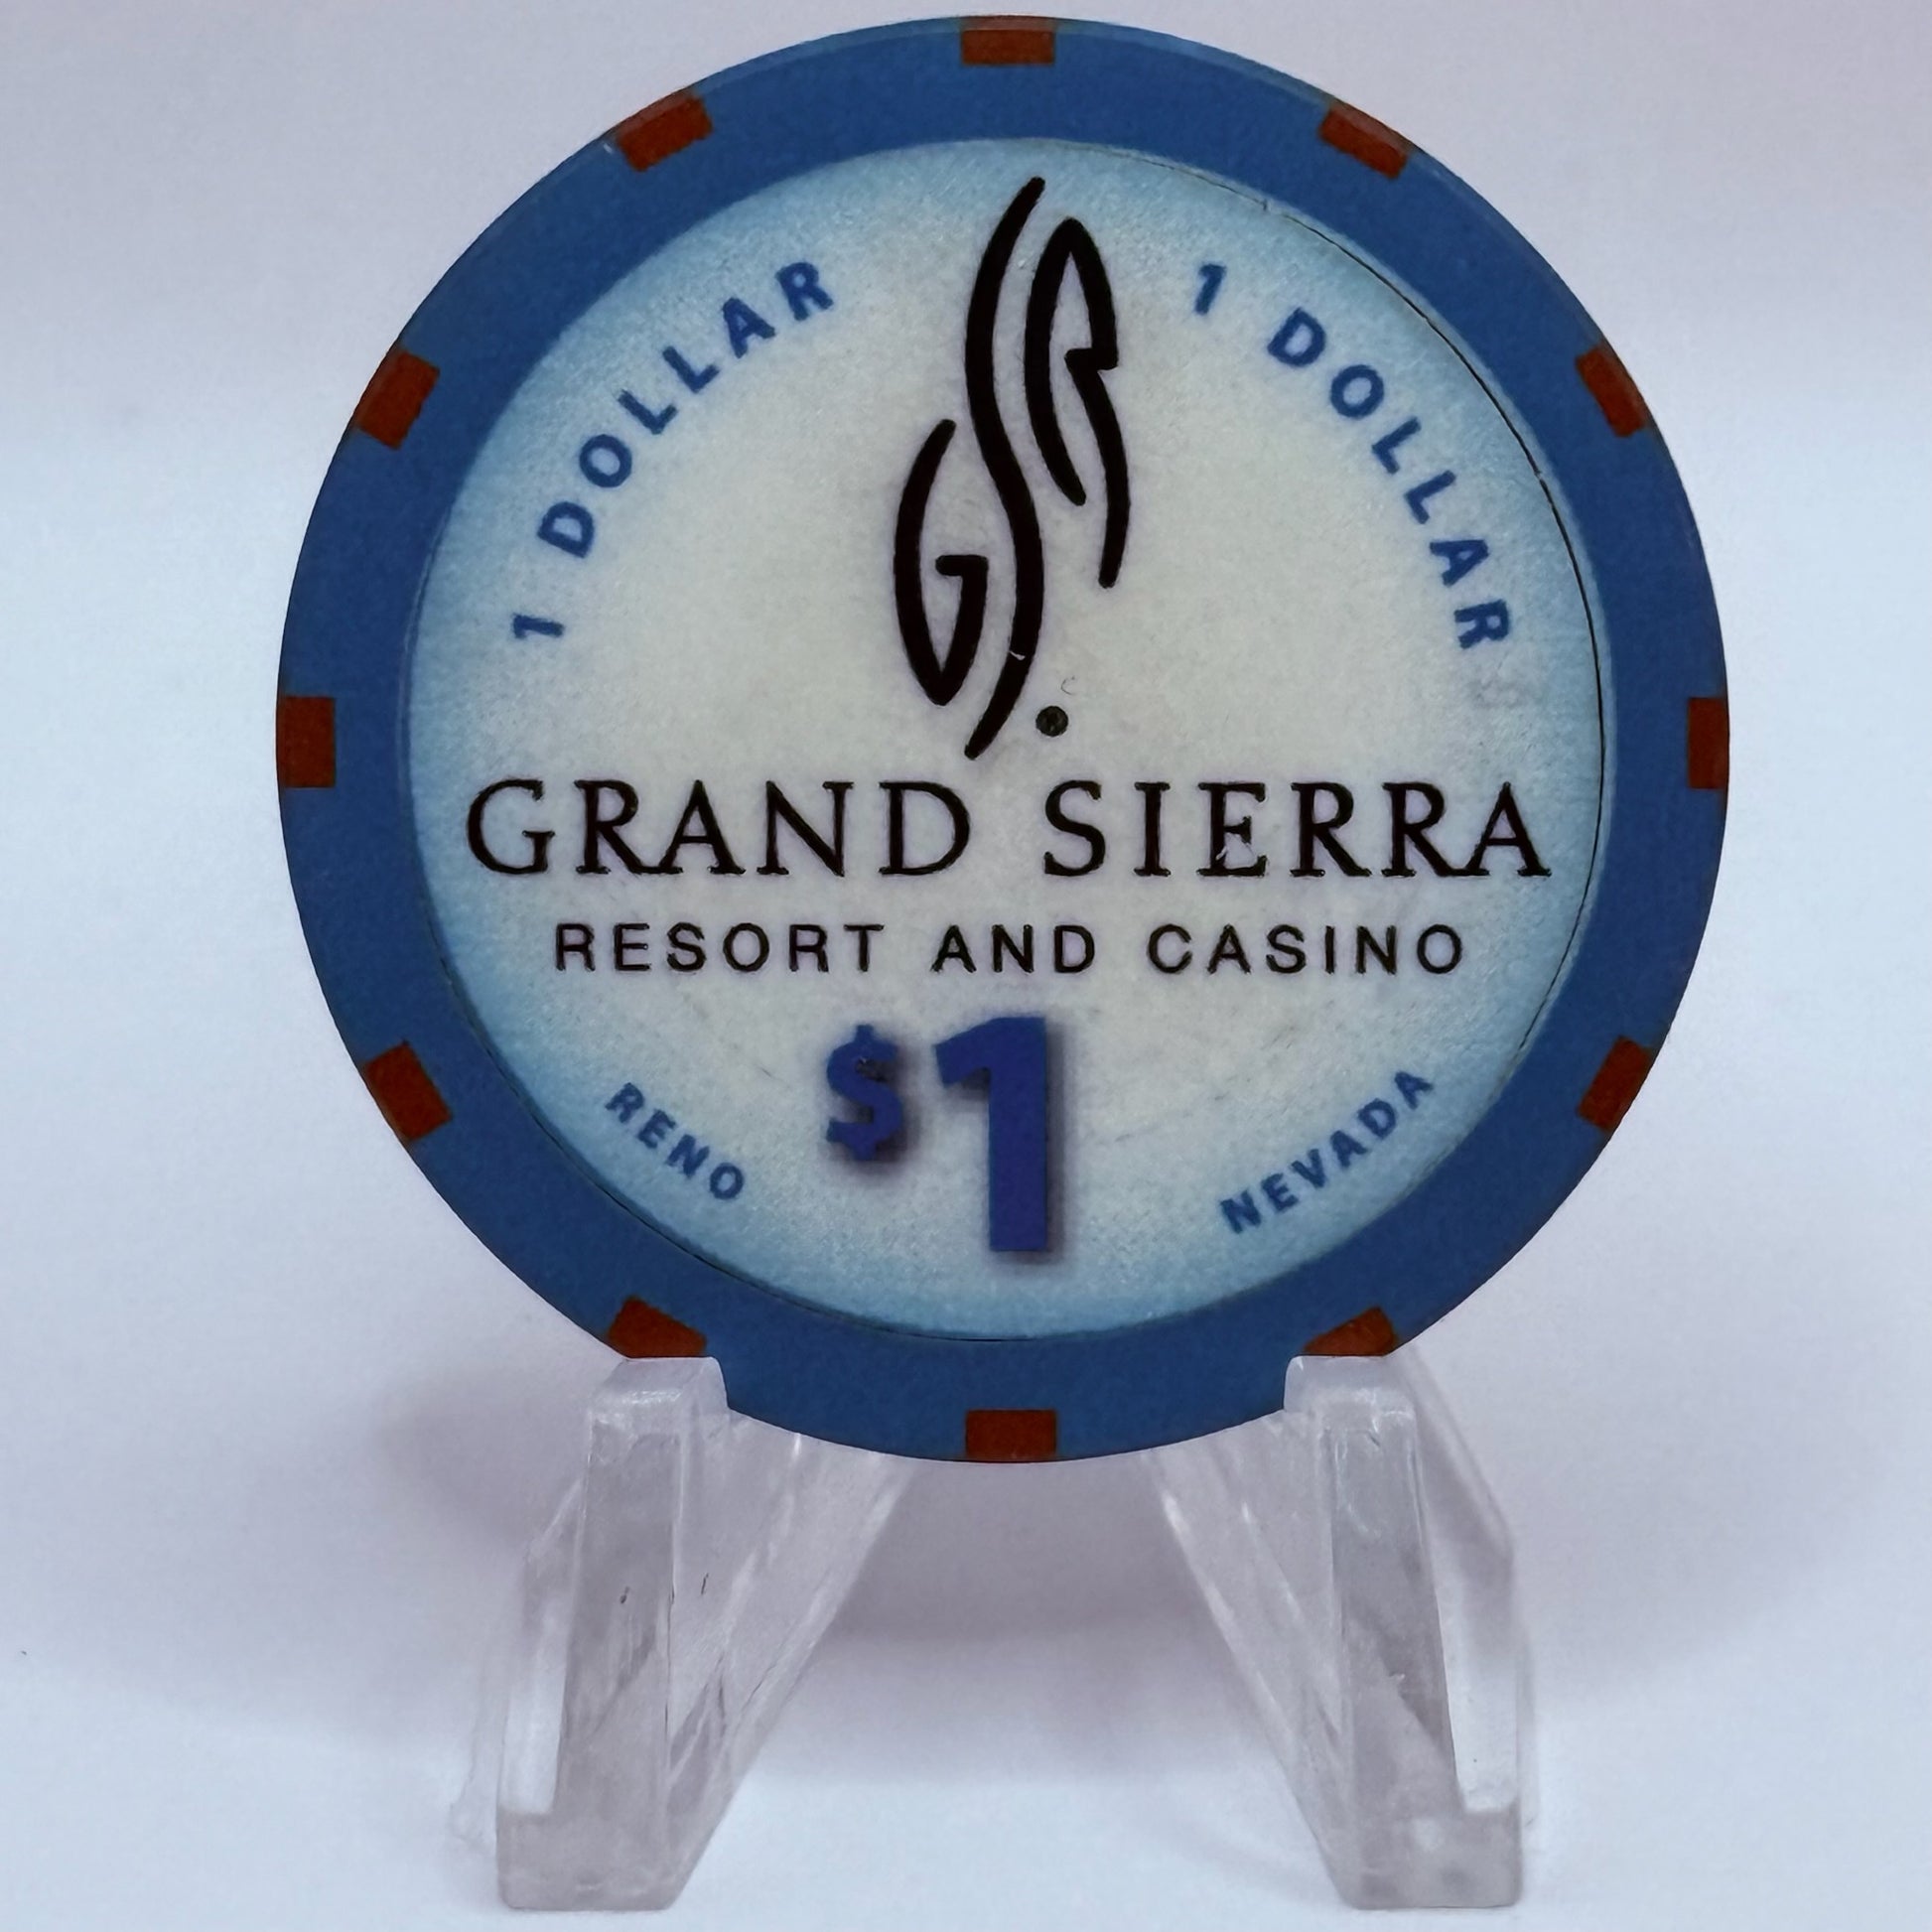 1 DOLLAR
1 DOLLAR
GSR
GRAND SIERRA
RESORT AND CASINO
$1
RENO
NEVADA